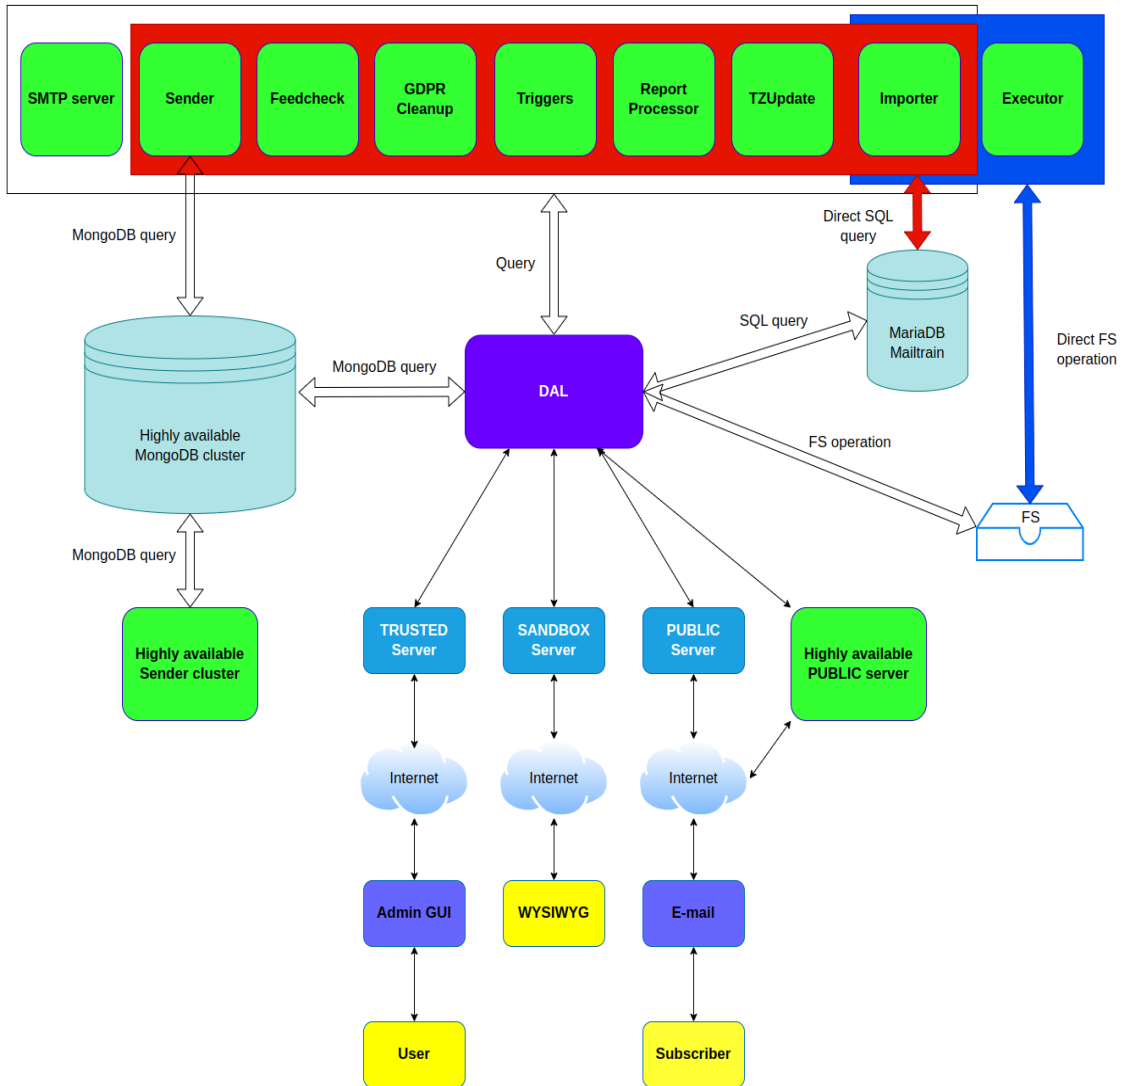 SMTP server
Sender
Feedcheck
GDPR
Cleanup
Triggers
Report
Processor
TZUpdate
Importer
Executor
MongoDB query
Query
Direct SQL
query
Direct FS
operation
MariaDB
Mailtrain
SQL query
MongoDB query
DAL
Highly available
MongoDB cluster
FS operation
FS
MongoDB query
Highly available
Sender cluster
TRUSTED
Server
SANDBOX
Server
PUBLIC
Server
Highly available
PUBLIC server
Internet
Internet
Internet
Admin GUI
WYSIWYG
E-mail
User
Subscriber